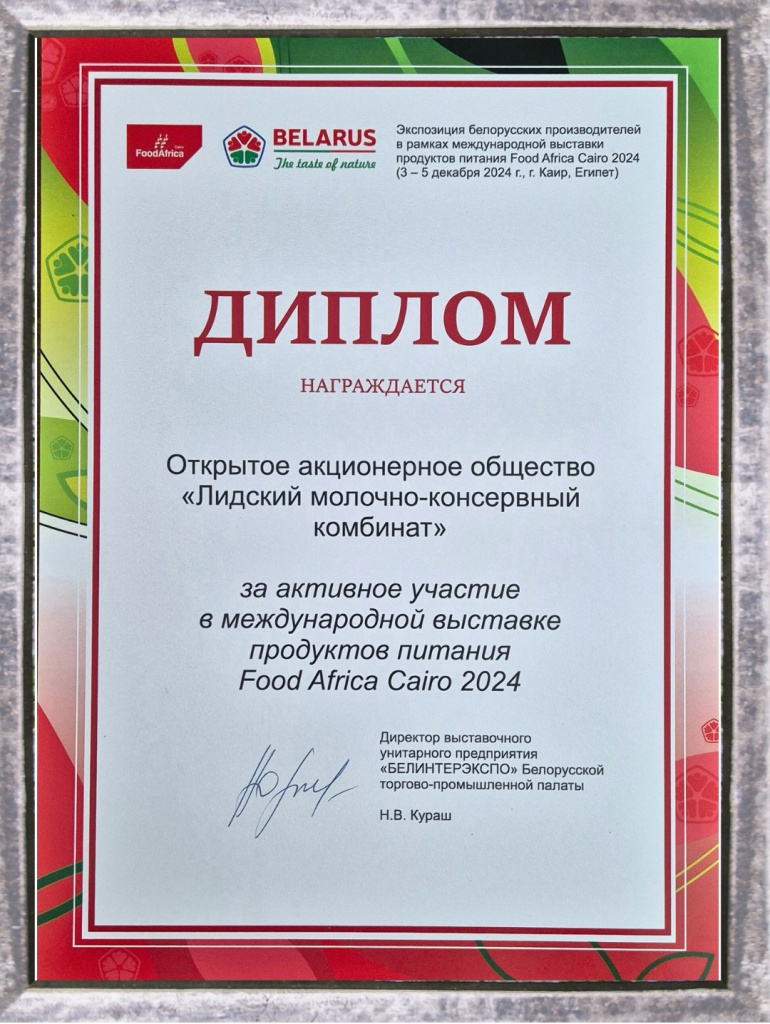 FoodAfrica
Cairo
BELARUS
The taste of nature
Экспозиция белорусских производителей
в рамках международной выставки
продуктов питания Food Africa Cairo 2024
(3 – 5 декабря 2024 г., г. Каир, Египет)
ДИПЛОМ
НАГРАЖДАЕТСЯ
Открытое акционерное общество
«Лидский молочно-консервный
комбинат»
за активное участие
в международной выставке
продуктов питания
Food Africa Cairo 2024
Директор выставочного
унитарного предприятия
«БЕЛИНТЕРЭКСПО» Белорусской
торгово-промышленной палаты
Н.В. Кураш